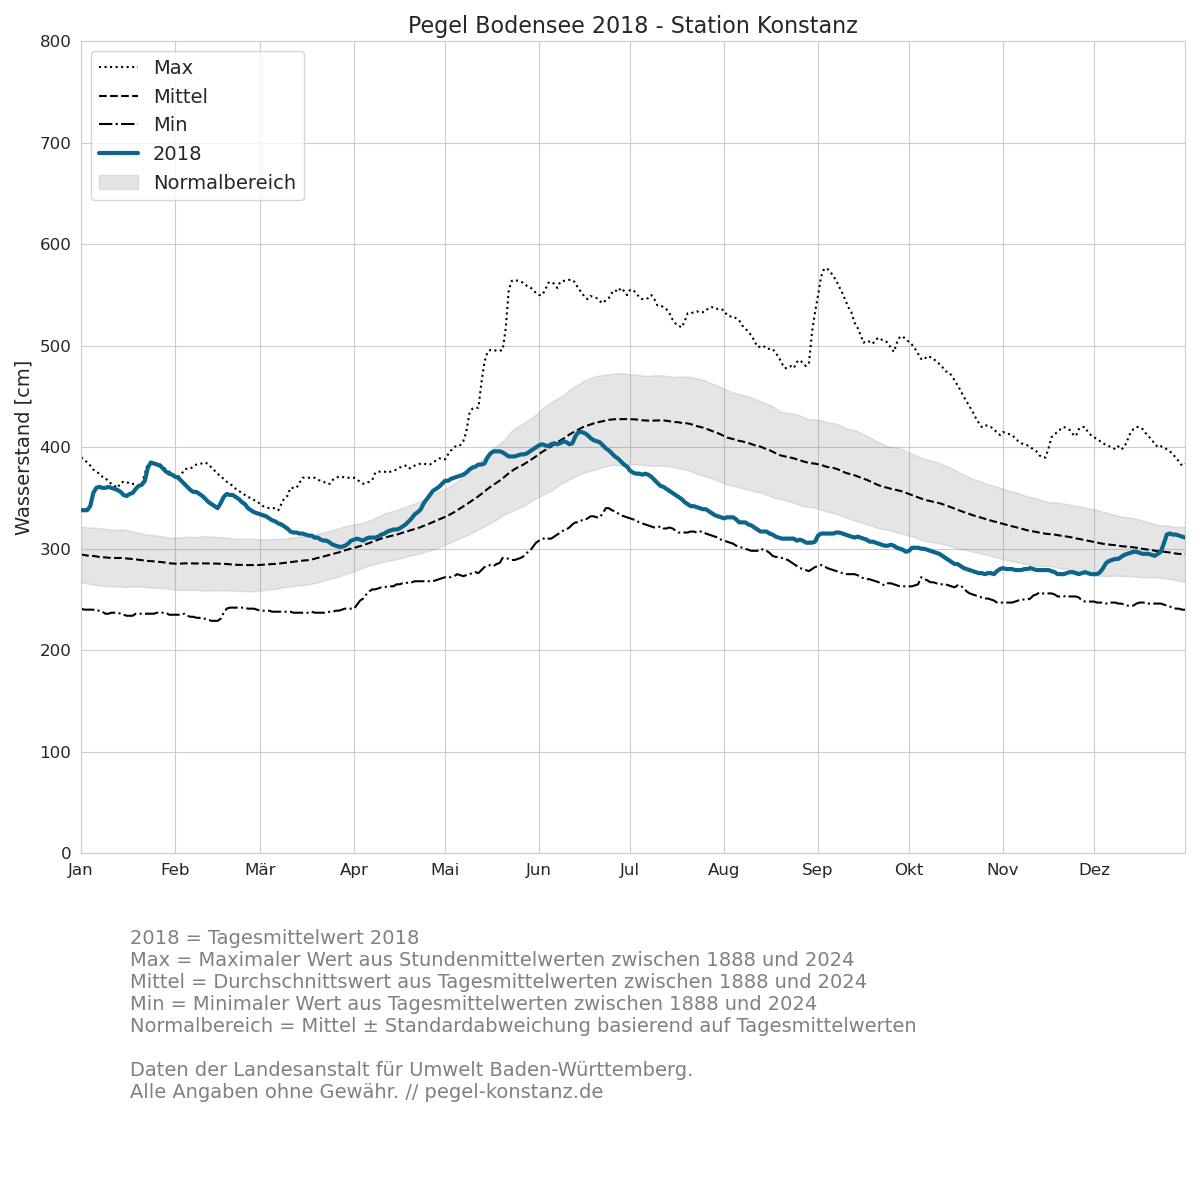 Pegel Bodensee 2018 - Station Konstanz
800
700
600
500
400
300
200
100
0
Wasserstand [cm]
Max
Mittel
Min
2018
Normalbereich
Jan Feb Mär Apr Mai Jun Jul Aug Sep Okt Nov Dez
2018 = Tagesmittelwert 2018
Max = Maximaler Wert aus Stundenmittelwerten zwischen 1888 und 2024
Mittel = Durchschnittswert aus Tagesmittelwerten zwischen 1888 und 2024
Min = Minimaler Wert aus Tagesmittelwerten zwischen 1888 und 2024
Normalbereich = Mittel ± Standardabweichung basierend auf Tagesmittelwerten
Daten der Landesanstalt für Umwelt Baden-Württemberg.
Alle Angaben ohne Gewähr. // pegel-konstanz.de